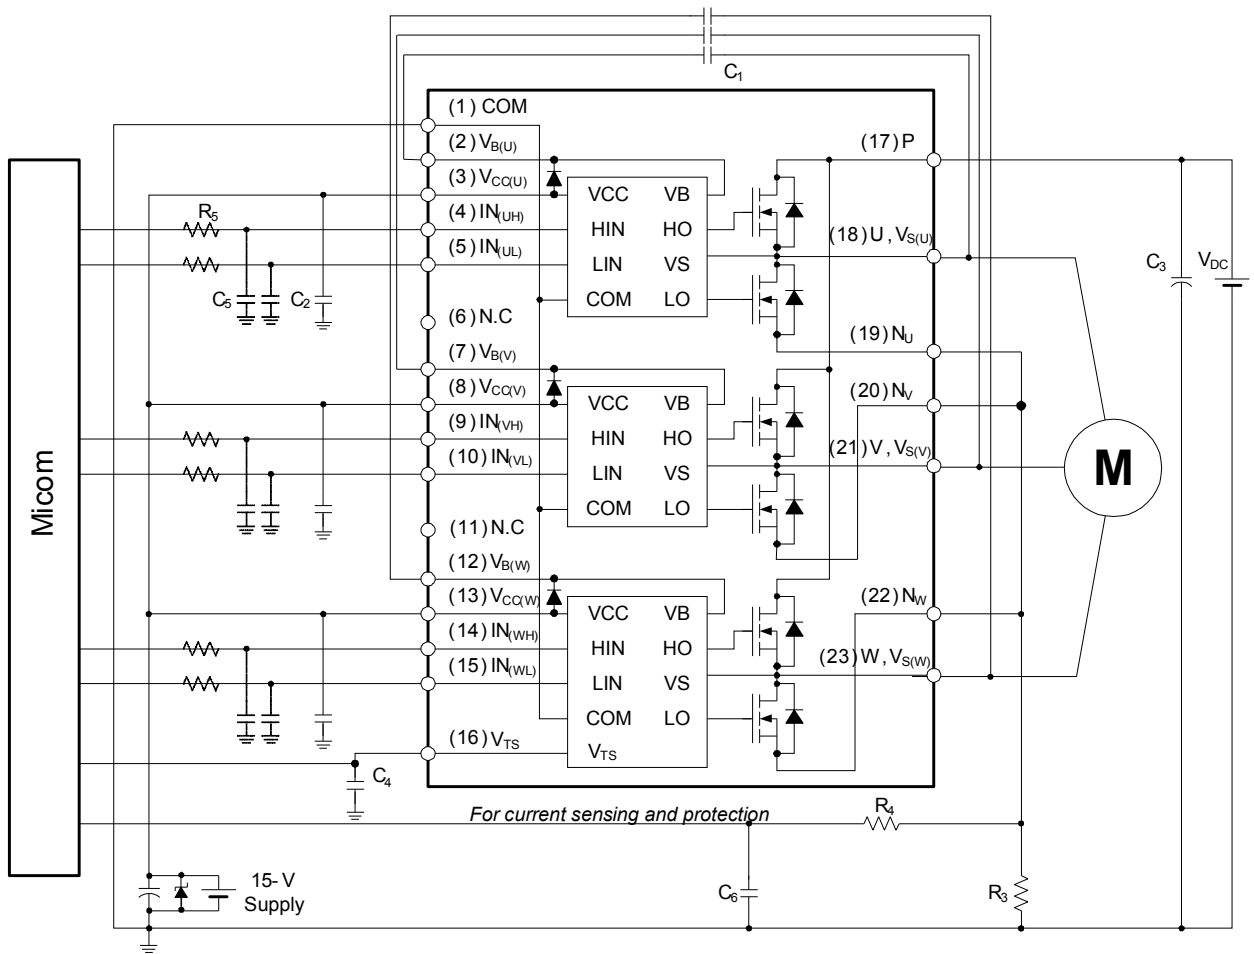 C1
(1) COM
(2) VB(U)
(3) VCC(U)
(4) IN(UH)
(5) IN(UL)
(6) N.C
(7) VB(V)
(8) VCC(V)
(9) IN(VH)
(10) IN(VL)
(11) N.C
(12) VB(W)
(13) VCC(W)
(14) IN(WH)
(15) IN(WL)
(16) VTS
VCC VB
HIN HO
LIN VS
COM LO
VCC VB
HIN HO
LIN VS
COM LO
VCC VB
HIN HO
LIN VS
COM LO
VTS
(17) P
(18) U, VS(U)
(19) NU
(20) NV
(21) V, VS(V)
(22) NW
(23) W, VS(W)
Micom
R5
C5
C2
C3
VDC
M
C4
For current sensing and protection
R4
C6
R3
15-V
Supply